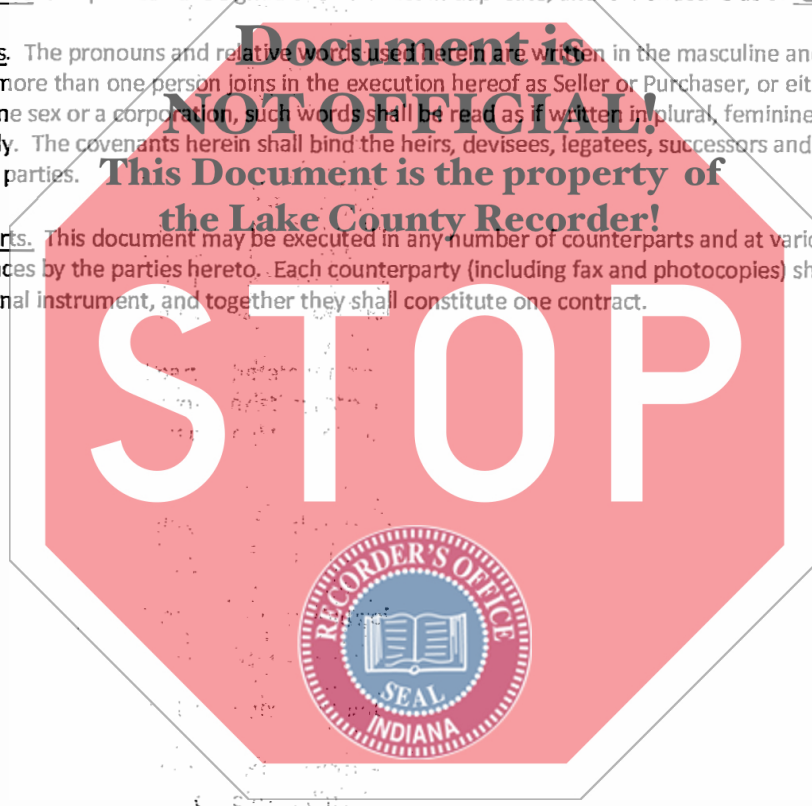 s. The pronouns and relative words used herein are written in the masculine an
more than one person joins in the execution hereof as Seller or Purchaser, or eit
ne sex or a corporation, such words shall be read as if written in plural, feminine
y. The covenants herein shall bind the heirs, devisees, legatees, successors and
parties.
rts. This document may be executed in any number of counterparts and at vario
ces by the parties hereto. Each counterparty (including fax and photocopies) sh
nal instrument, and together they shall constitute one contract.
Document is
NOT OFFICIAL!
This Document is the property of
the Lake County Recorder!
STOP
RECORDER'S OFFICE
SEAL
INDIANA